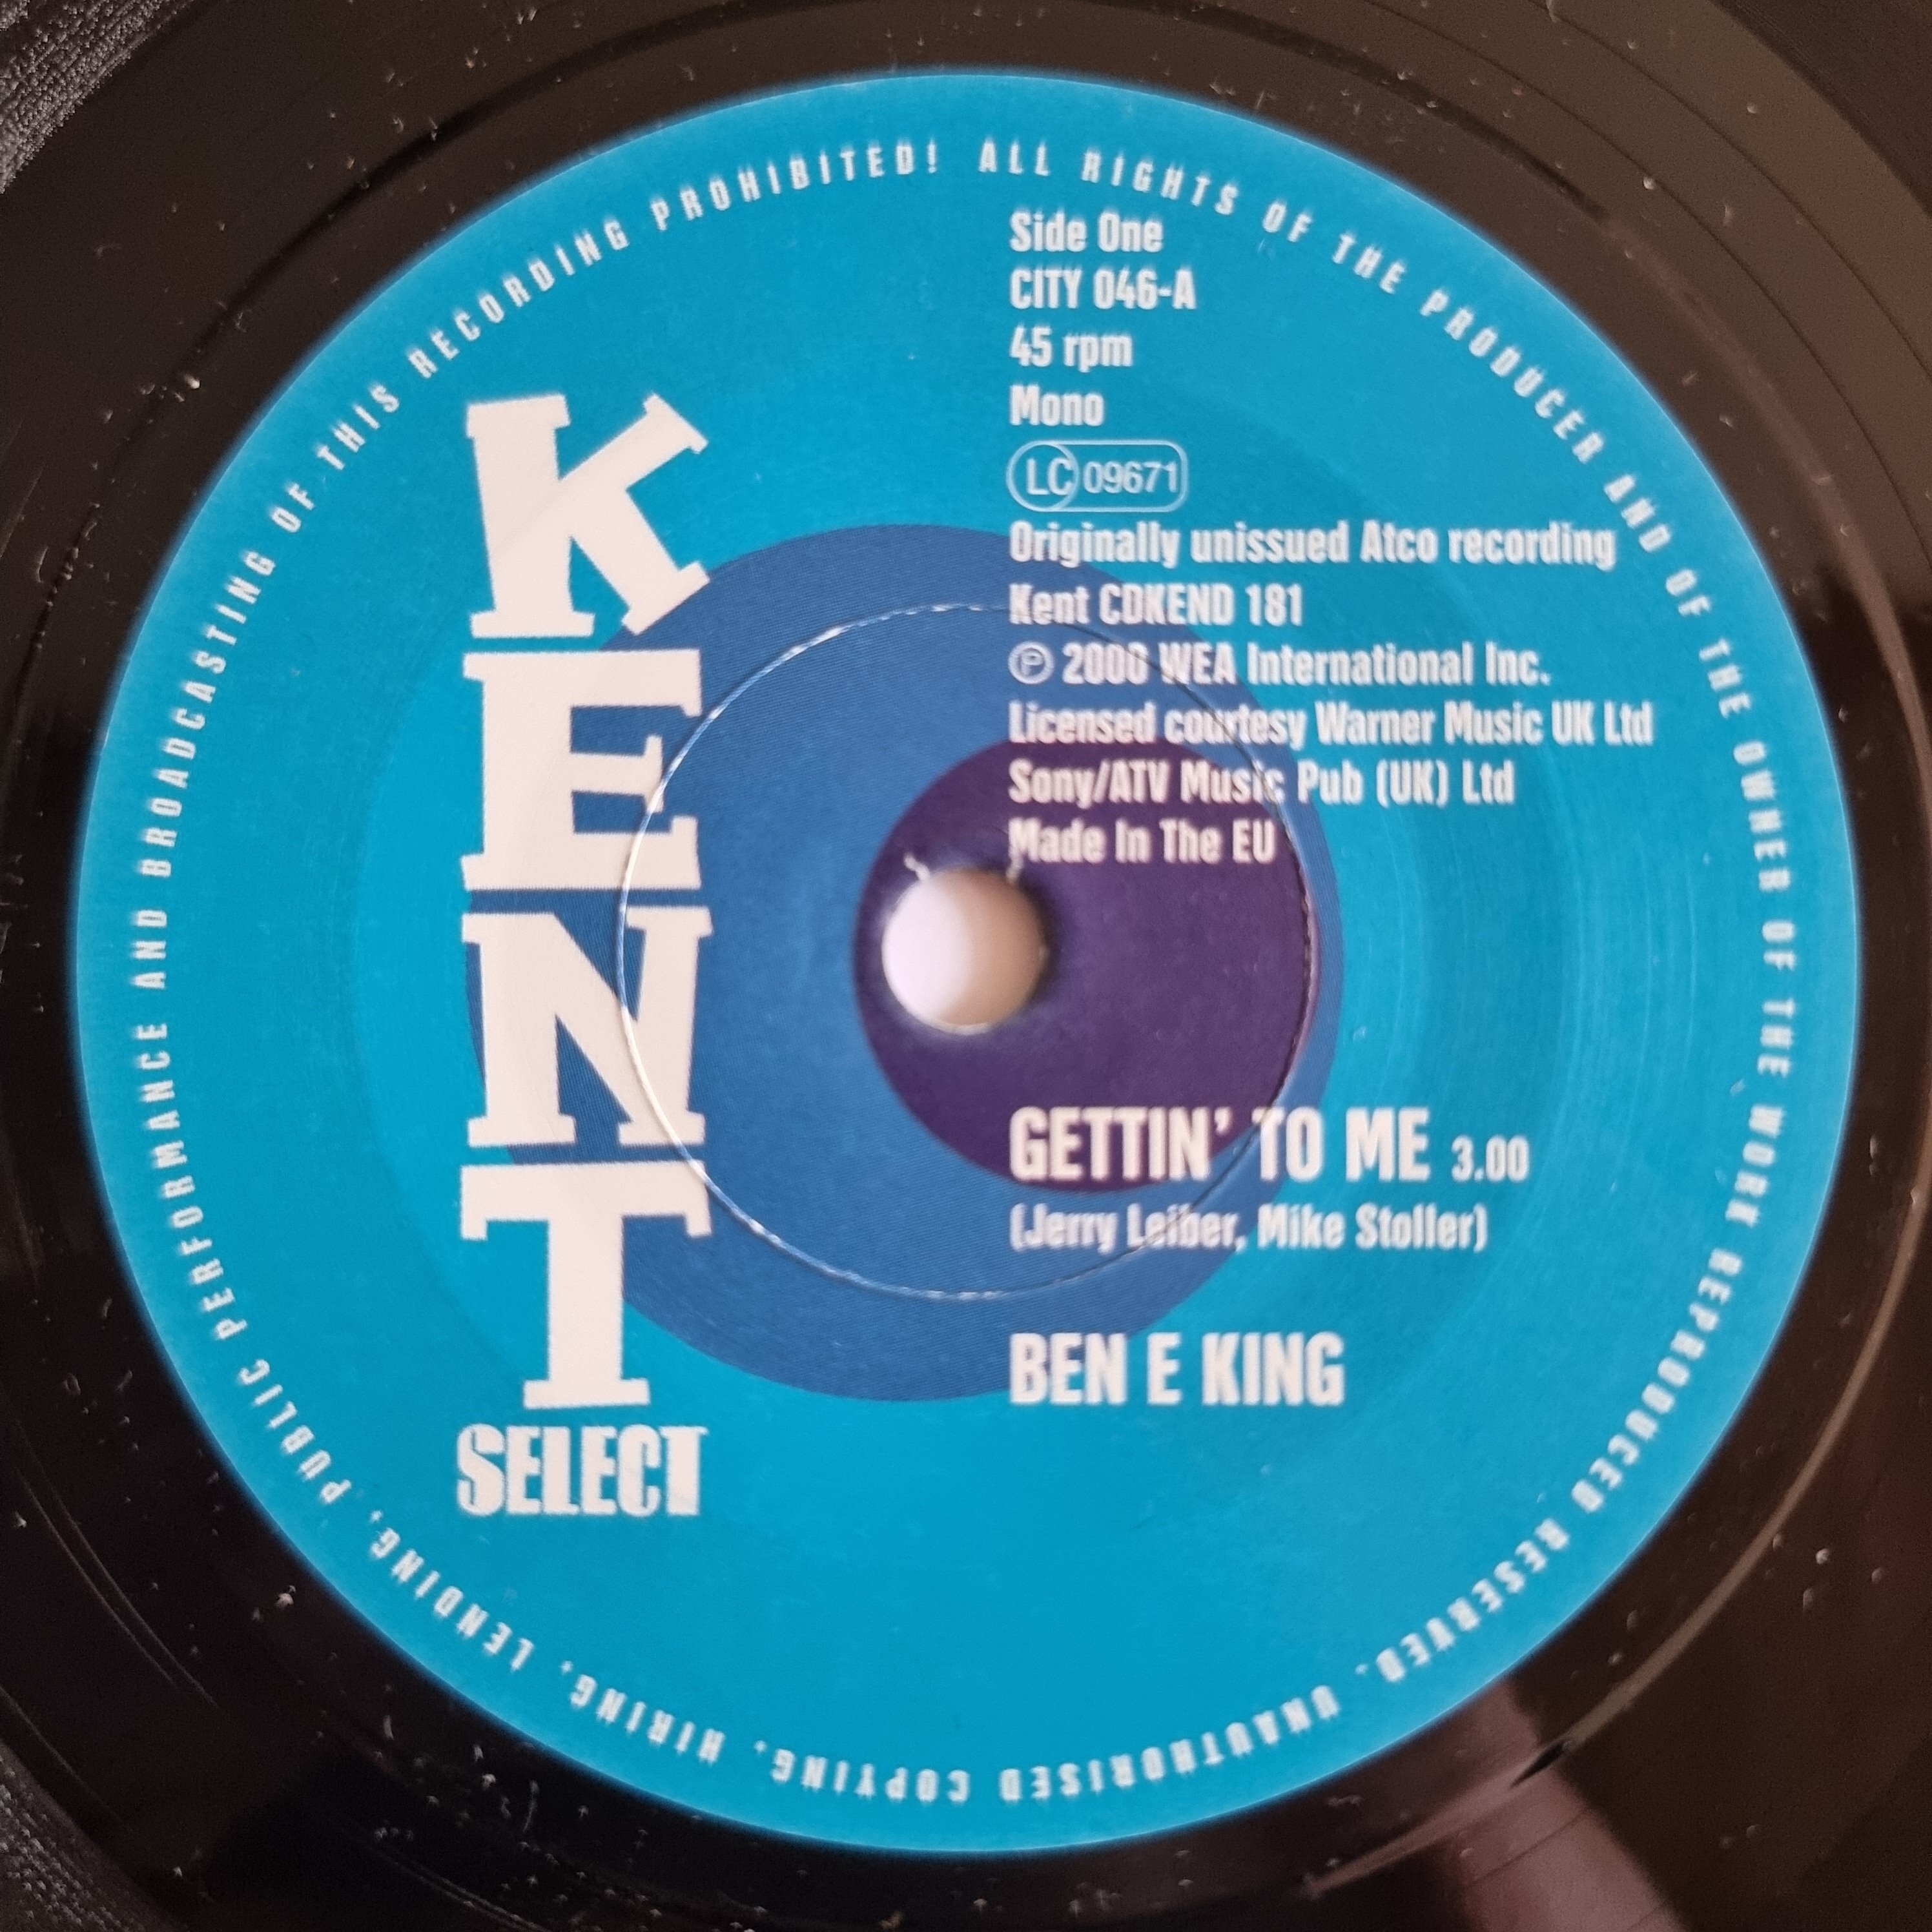 ALL RIGHTS OF THE PRODUCER AND OF THE OWNER OF THE WORK REPRODUCED RESERVED. UNAUTHORISED COPYING, HIRING, LENDING, PUBLIC PERFORMANCE AND BROADCASTING OF THIS RECORDING PROHIBITED!
KENT
SELECT
Side One
CITY 046-A
45 rpm
Mono
LC 09671
Originally unissued Atco recording
Kent CDKEND 181
℗ 2000 WEA International Inc.
Licensed courtesy Warner Music UK Ltd
Sony/ATV Music Pub (UK) Ltd
Made In The EU
GETTIN' TO ME 3.00
(Jerry Leiber, Mike Stoller)
BEN E KING